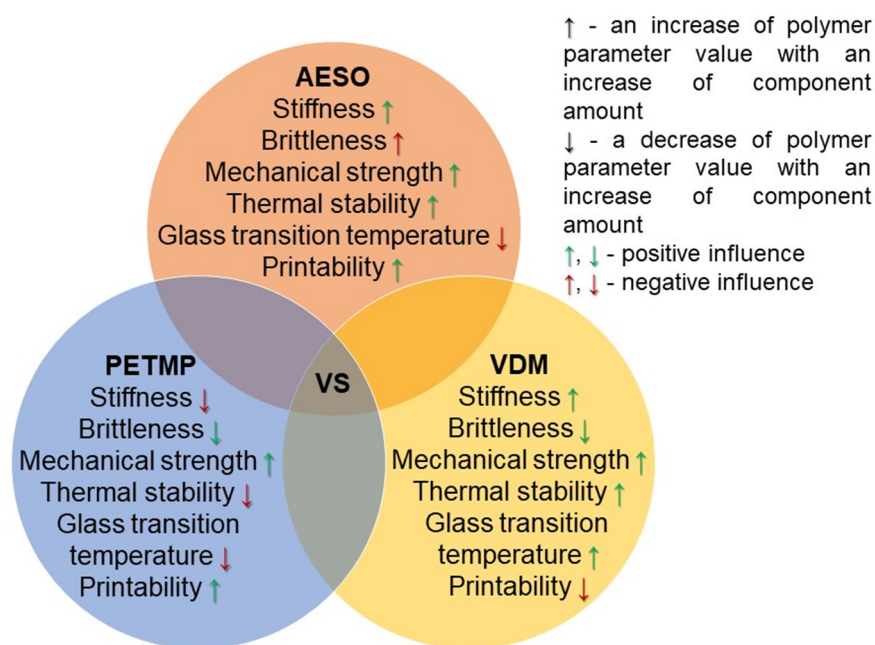 AESO
Stiffness ↑
Brittleness ↑
Mechanical strength ↑
Thermal stability ↑
Glass transition temperature ↓
Printability ↑
PETMP
Stiffness ↓
Brittleness ↓
Mechanical strength ↑
Thermal stability ↓
Glass transition
temperature ↓
Printability ↑
VS
VDM
Stiffness ↑
Brittleness ↓
Mechanical strength ↑
Thermal stability ↑
Glass transition
temperature ↑
Printability ↓
↑ - an increase of polymer
parameter value with an
increase of component
amount
↓ - a decrease of polymer
parameter value with an
increase of component
amount
↑, ↓ - positive influence
↑, ↓ - negative influence